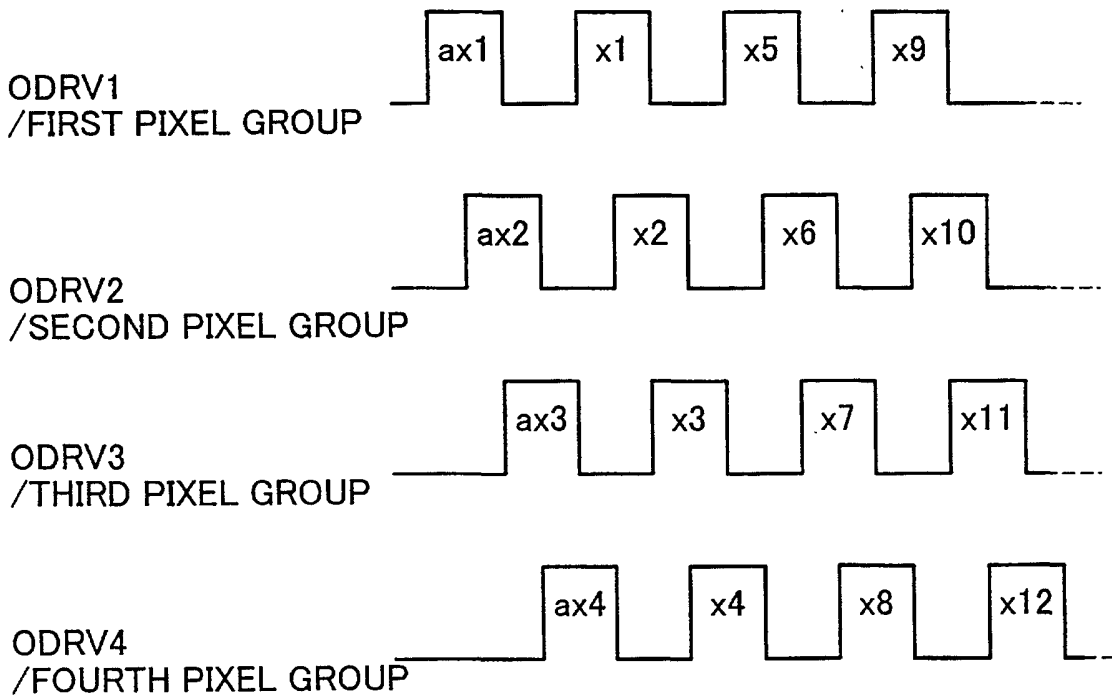 ax1 x1 x5 x9
ODRV1
/FIRST PIXEL GROUP
ax2 x2 x6 x10
ODRV2
/SECOND PIXEL GROUP
ax3 x3 x7 x11
ODRV3
/THIRD PIXEL GROUP
ax4 x4 x8 x12
ODRV4
/FOURTH PIXEL GROUP